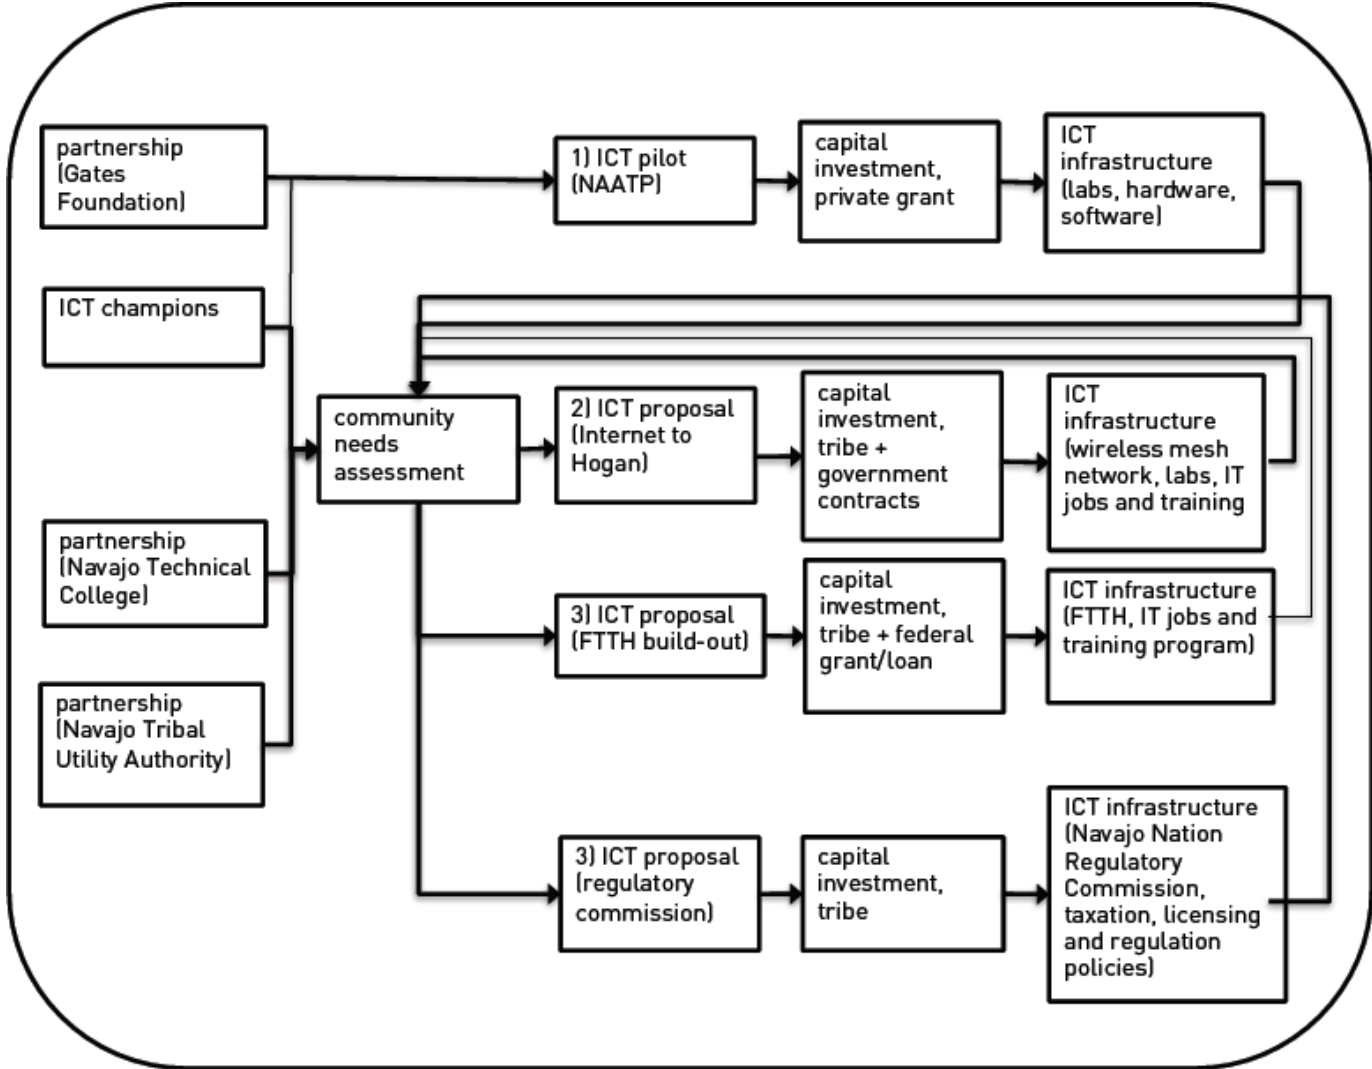 partnership
(Gates
Foundation)
1) ICT pilot
(NAATP)
capital
investment,
private grant
ICT
infrastructure
(labs, hardware,
software)
ICT champions
community
needs
assessment
2) ICT proposal
(Internet to
Hogan)
capital
investment,
tribe +
government
contracts
ICT
infrastructure
(wireless mesh
network, labs, IT
jobs and training
partnership
(Navajo Technical
College)
3) ICT proposal
(FTTH build-out)
capital
investment,
tribe + federal
grant/loan
ICT infrastructure
(FTTH, IT jobs and
training program)
partnership
(Navajo Tribal
Utility Authority)
3) ICT proposal
(regulatory
commission)
capital
investment,
tribe
ICT infrastructure
(Navajo Nation
Regulatory
Commission,
taxation, licensing
and regulation
policies)